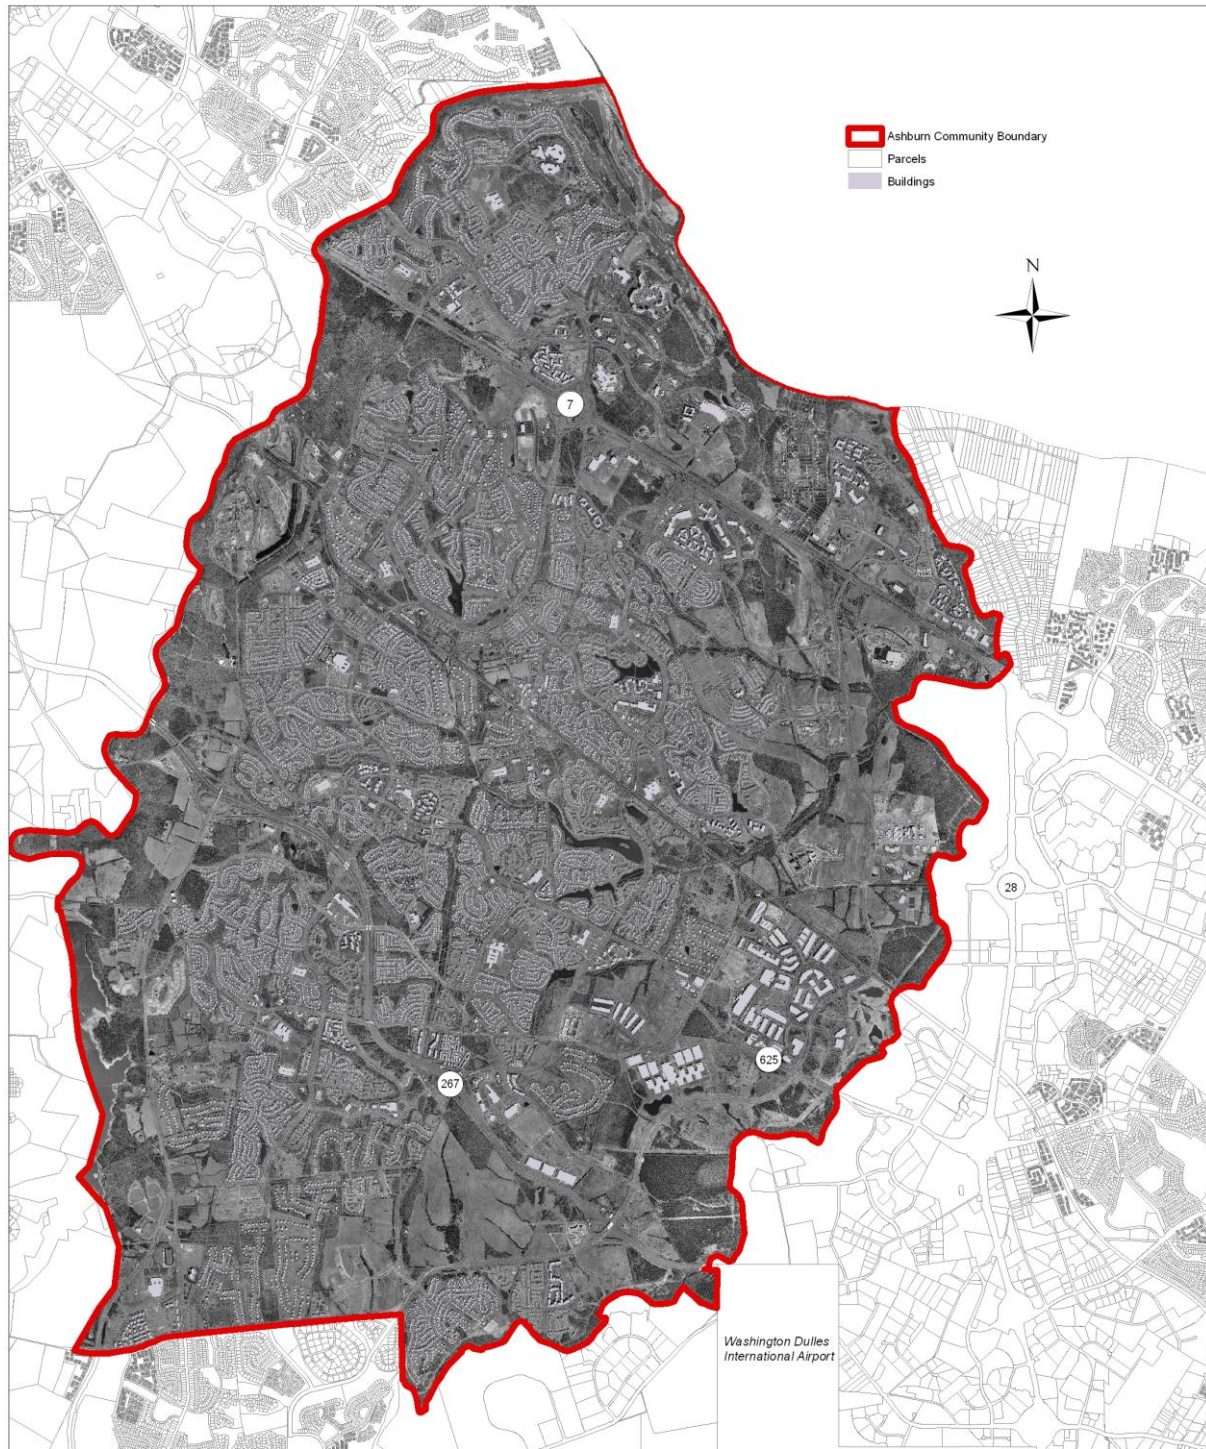 Ashburn Community Boundary
Parcels
Buildings
N
7
28
625
267
Washington Dulles
International Airport